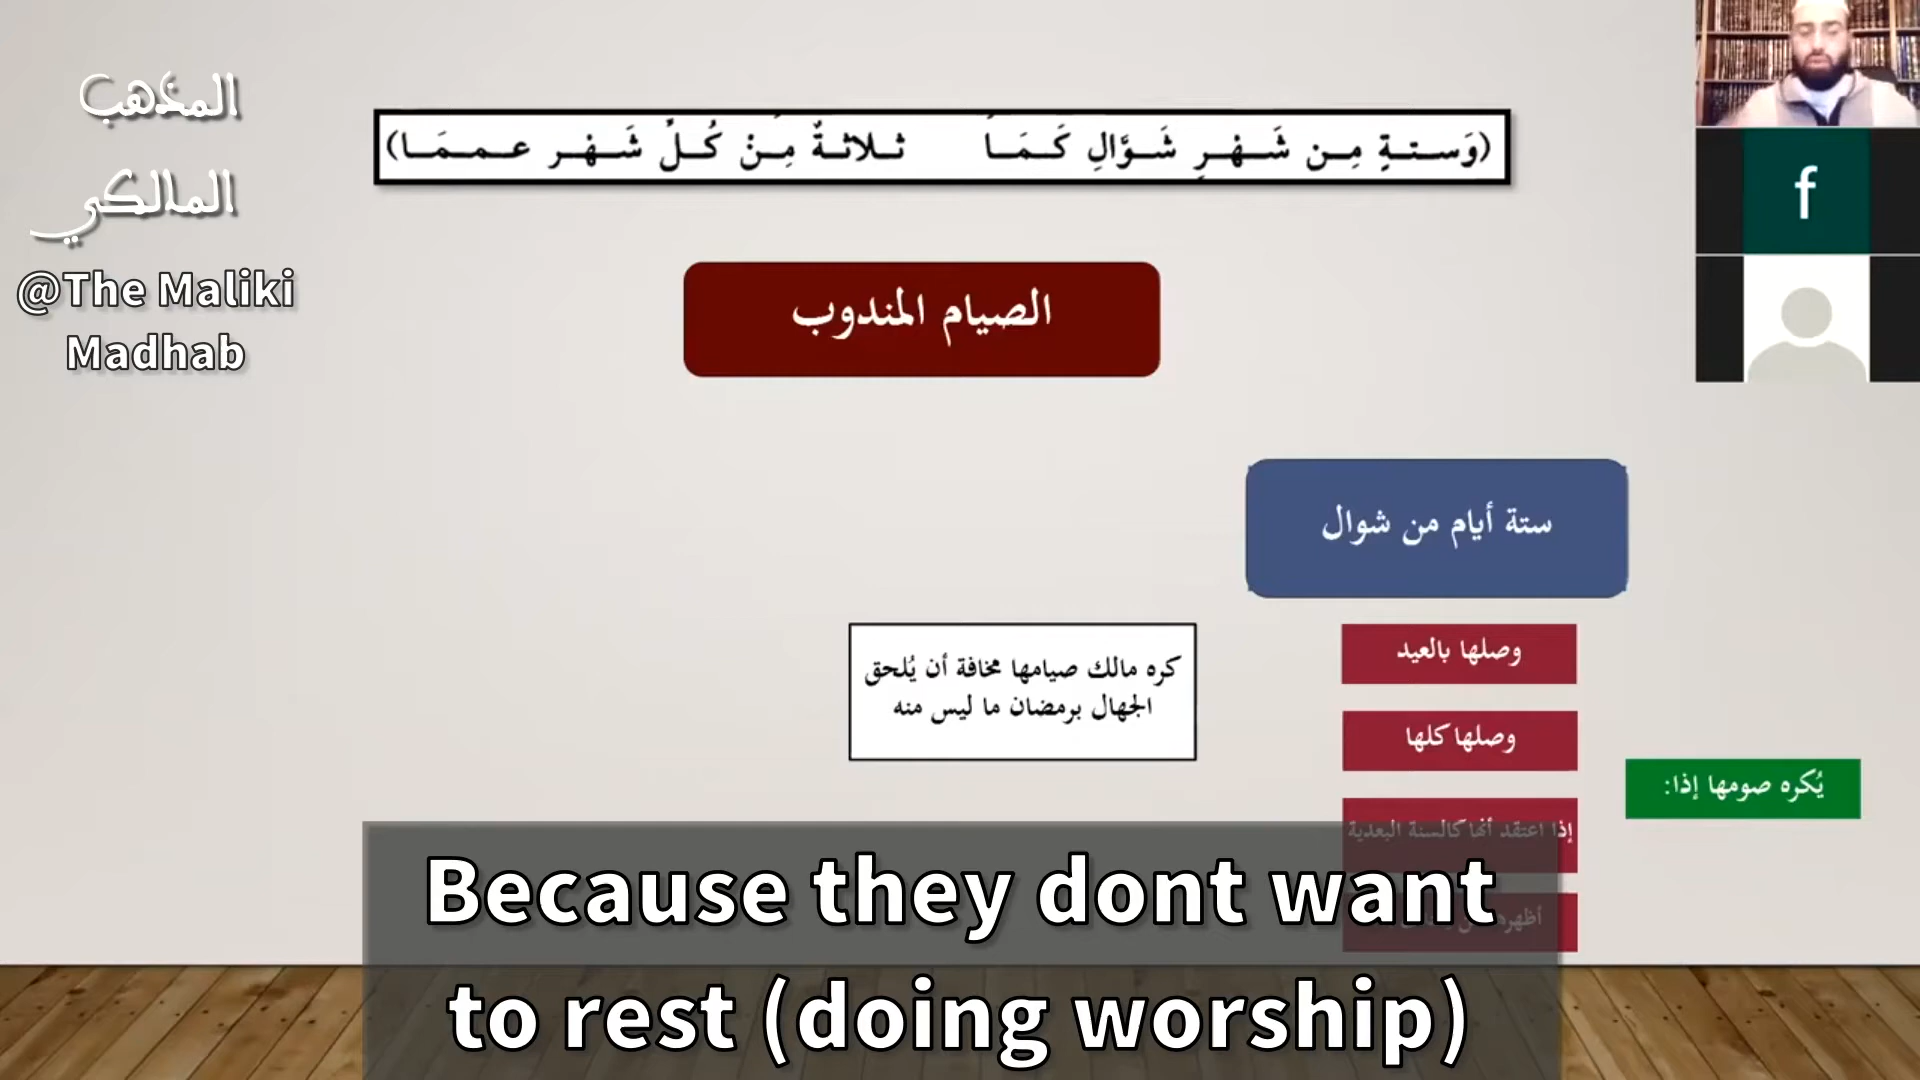 المذهب
المالكي
@The Maliki
Madhab
(وَستةٍ مِن شَهْرِ شَوَّالِ كَمَا ثلاثةٌ مِنْ كُلِّ شَهْر عممَا)
f
الصيام المندوب
ستة أيام من شوال
وصلها بالعيد
كره مالك صيامها مخافة أن يُلحق
الجهال برمضان ما ليس منه
وصلها كلها
يُكره صومها إذا:
إذا اعتقد أنها كالسنة البعدية
أظهرها
Because they dont want
to rest (doing worship)